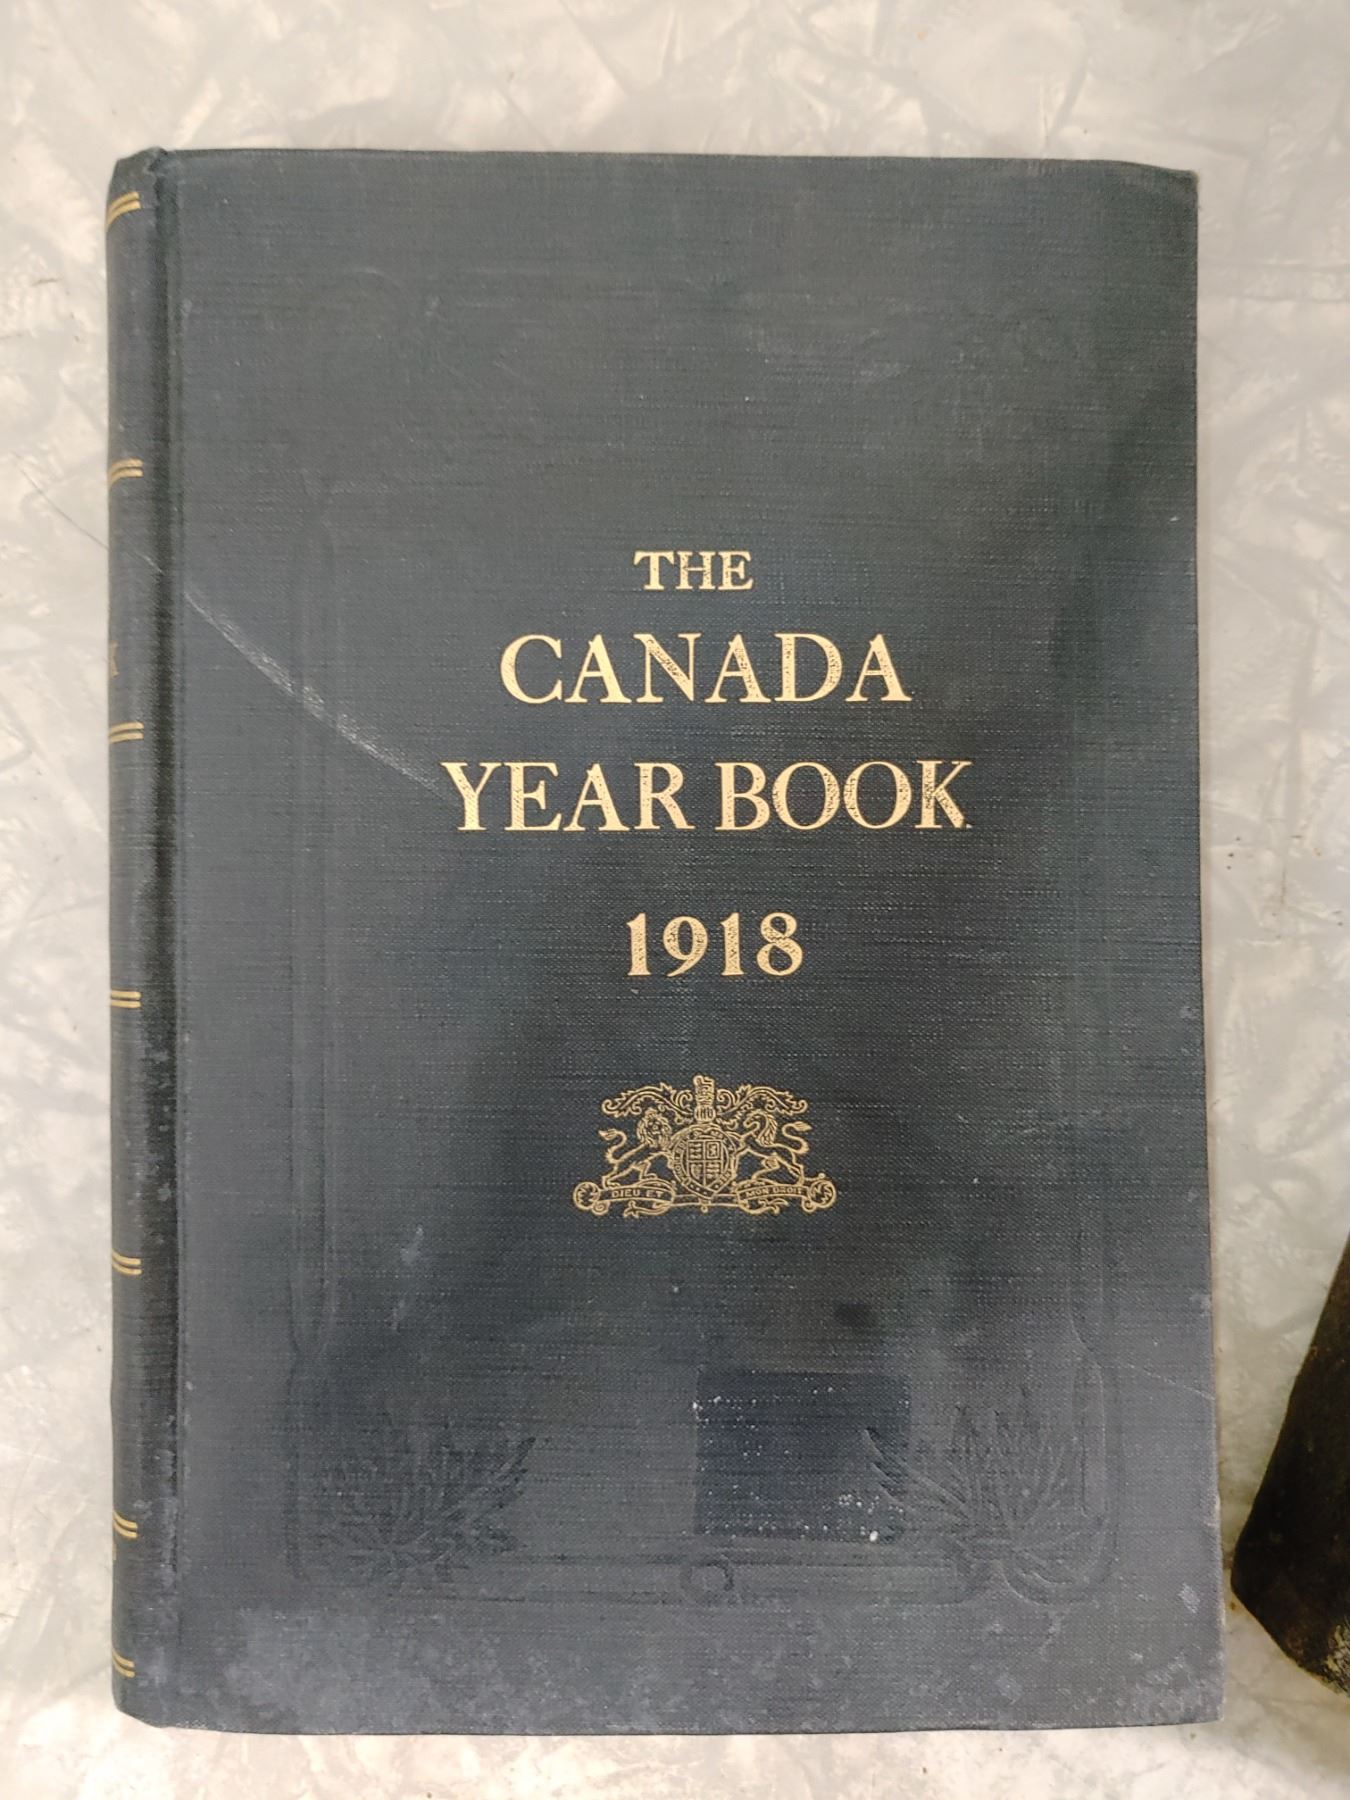 THE
CANADA
YEAR BOOK
1918
DIEU ET MON DROIT